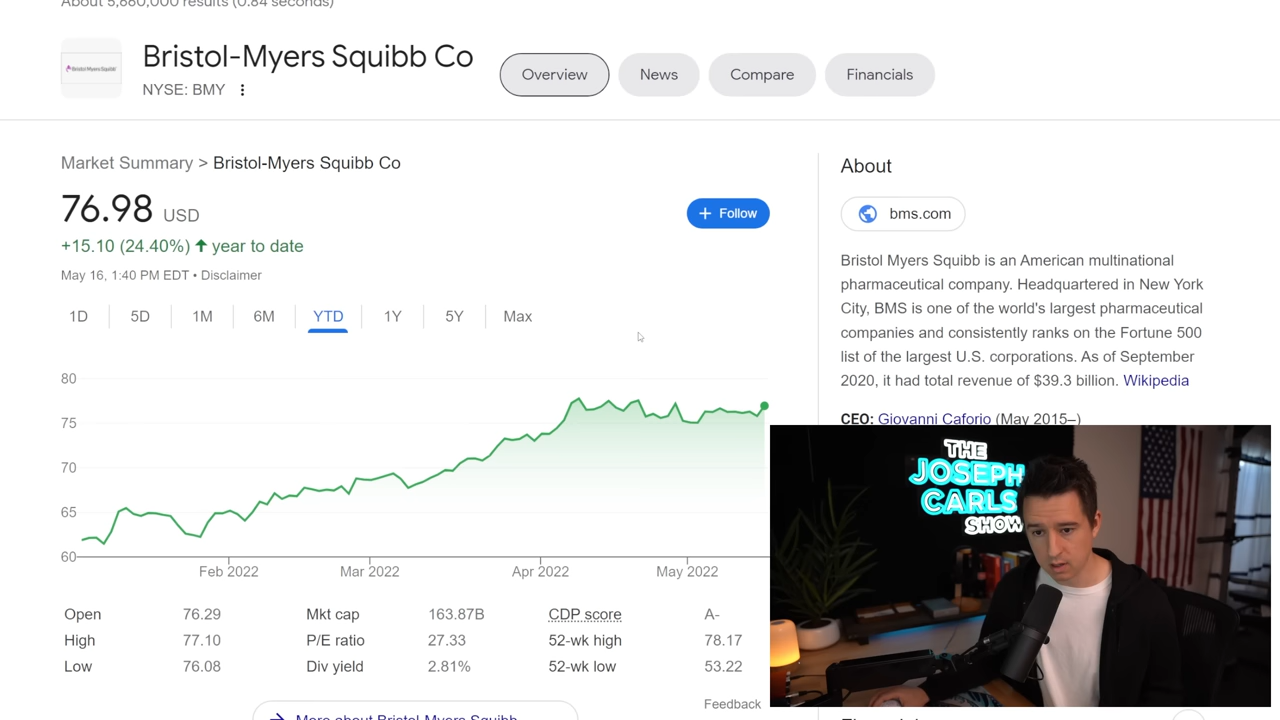 About 5,660,000 results (0.84 seconds)
Bristol Myers Squibb
Bristol-Myers Squibb Co
NYSE: BMY
Overview
News
Compare
Financials
Market Summary > Bristol-Myers Squibb Co
76.98 USD
+15.10 (24.40%) year to date
May 16, 1:40 PM EDT • Disclaimer
+ Follow
1D
5D
1M
6M
YTD
1Y
5Y
Max
80
75
70
65
60
Feb 2022
Mar 2022
Apr 2022
May 2022
Open 76.29 Mkt cap 163.87B CDP score A-
High 77.10 P/E ratio 27.33 52-wk high 78.17
Low 76.08 Div yield 2.81% 52-wk low 53.22
Feedback
More about Bristol-Myers Squibb
About
bms.com
Bristol Myers Squibb is an American multinational
pharmaceutical company. Headquartered in New York
City, BMS is one of the world's largest pharmaceutical
companies and consistently ranks on the Fortune 500
list of the largest U.S. corporations. As of September
2020, it had total revenue of $39.3 billion. Wikipedia
CEO: Giovanni Caforio (May 2015–)
THE
JOSEPH
CARLS
SHOW